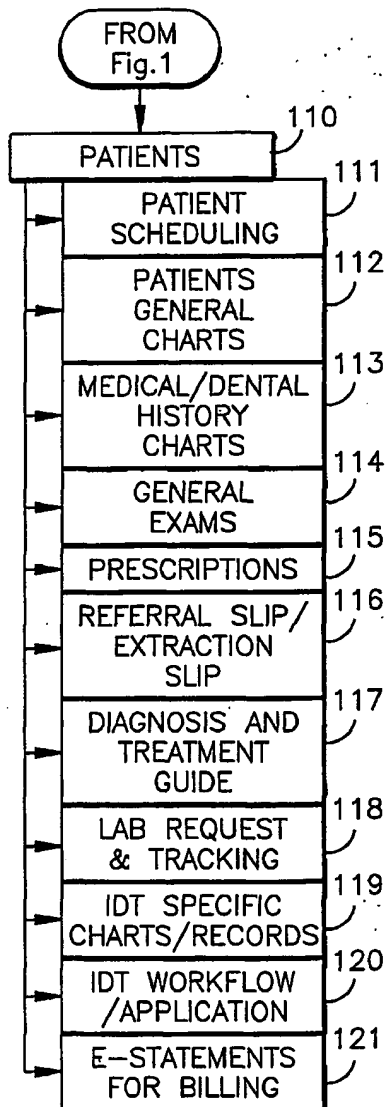 FROM
Fig.1
110
PATIENTS
111
PATIENT
SCHEDULING
112
PATIENTS
GENERAL
CHARTS
113
MEDICAL/DENTAL
HISTORY
CHARTS
114
GENERAL
EXAMS
115
PRESCRIPTIONS
116
REFERRAL SLIP/
EXTRACTION
SLIP
117
DIAGNOSIS AND
TREATMENT
GUIDE
118
LAB REQUEST
& TRACKING
119
IDT SPECIFIC
CHARTS/RECORDS
120
IDT WORKFLOW
/APPLICATION
121
E-STATEMENTS
FOR BILLING